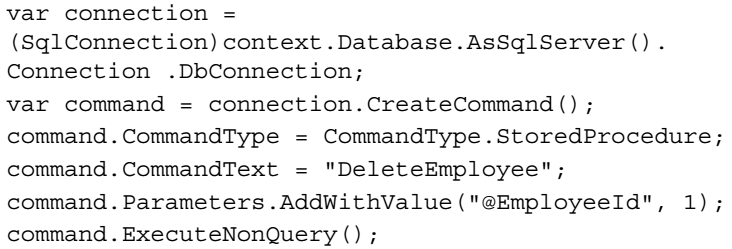 var connection =
(SqlConnection)context.Database.AsSqlServer().
Connection .DbConnection;
var command = connection.CreateCommand();
command.CommandType = CommandType.StoredProcedure;
command.CommandText = "DeleteEmployee";
command.Parameters.AddWithValue("@EmployeeId", 1);
command.ExecuteNonQuery();